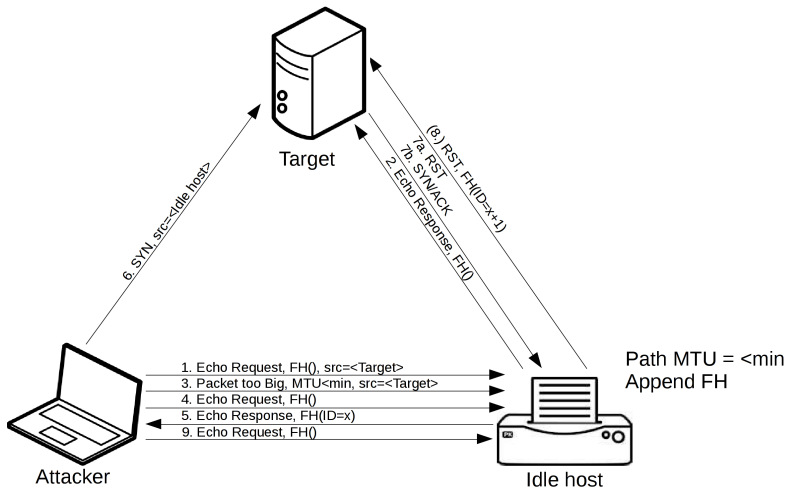 Target
(8.) RST, FH(ID=x+1)
7a. RST
7b. SYN/ACK
2. Echo Response, FH()
6. SYN, src=<Idle host>
1. Echo Request, FH(), src=<Target>
3. Packet too Big, MTU<min, src=<Target>
4. Echo Request, FH()
5. Echo Response, FH(ID=x)
9. Echo Request, FH()
Path MTU = <min
Append FH
Attacker
Idle host